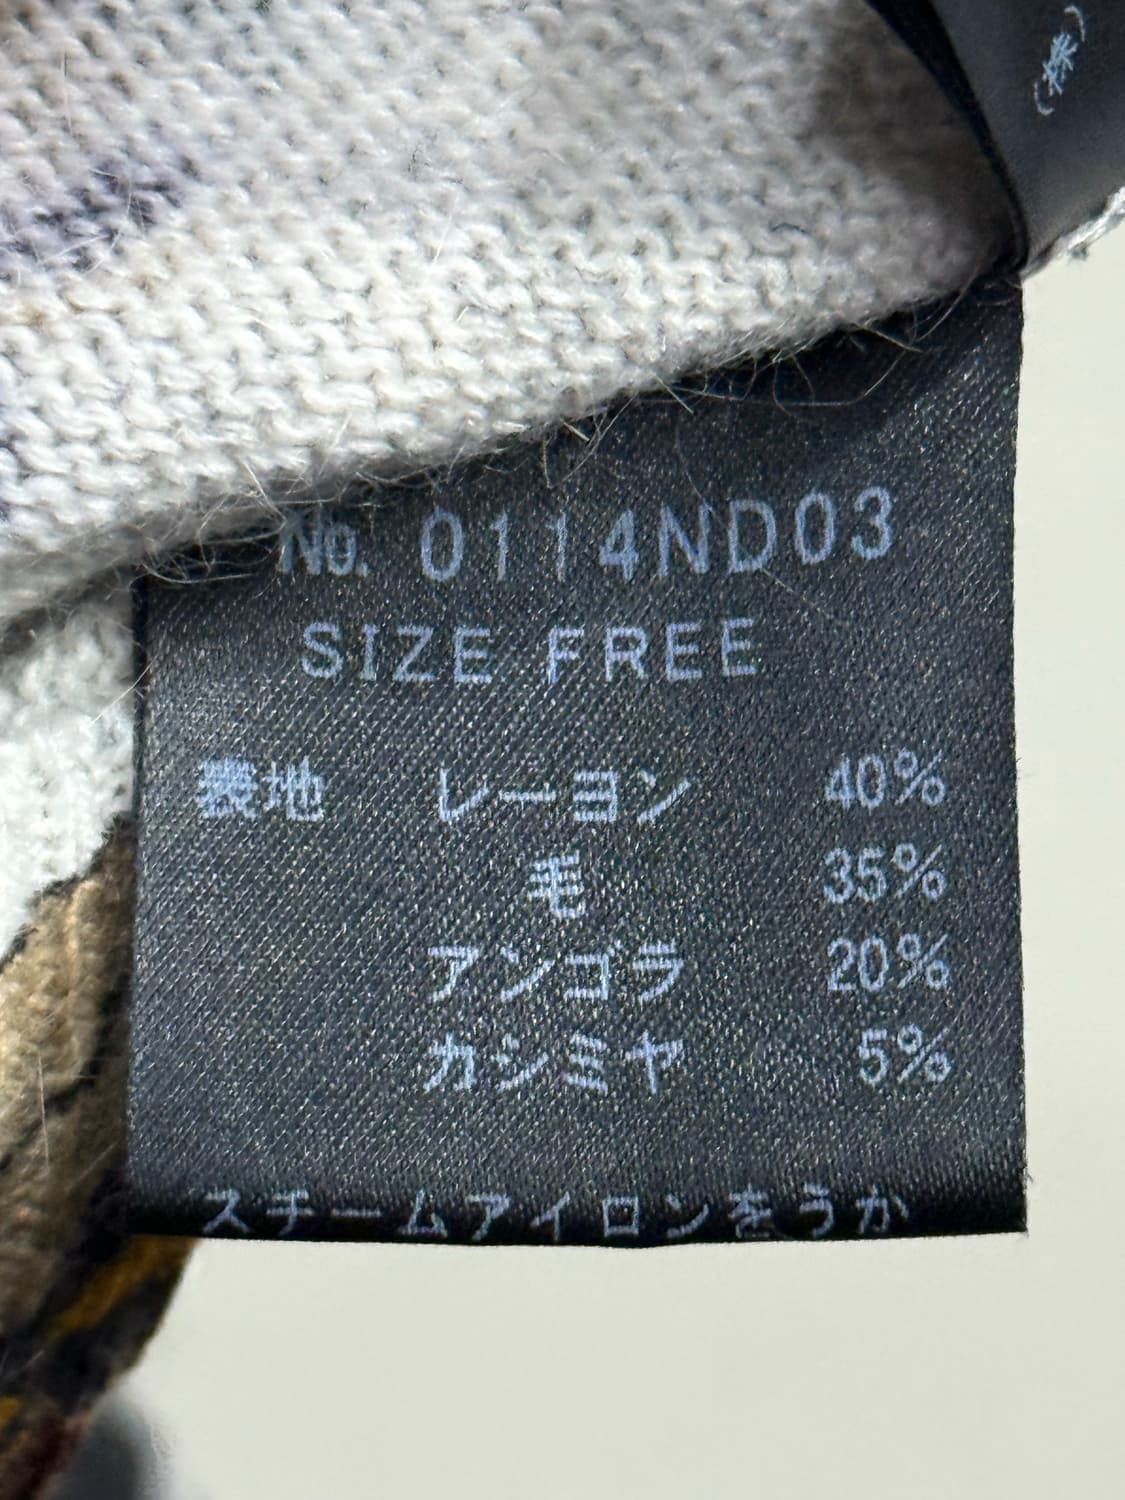 (株)
No. 0114ND03
SIZE FREE
表地 レーヨン 40%
毛 35%
アンゴラ 20%
カシミヤ 5%
スチームアイロンをうか